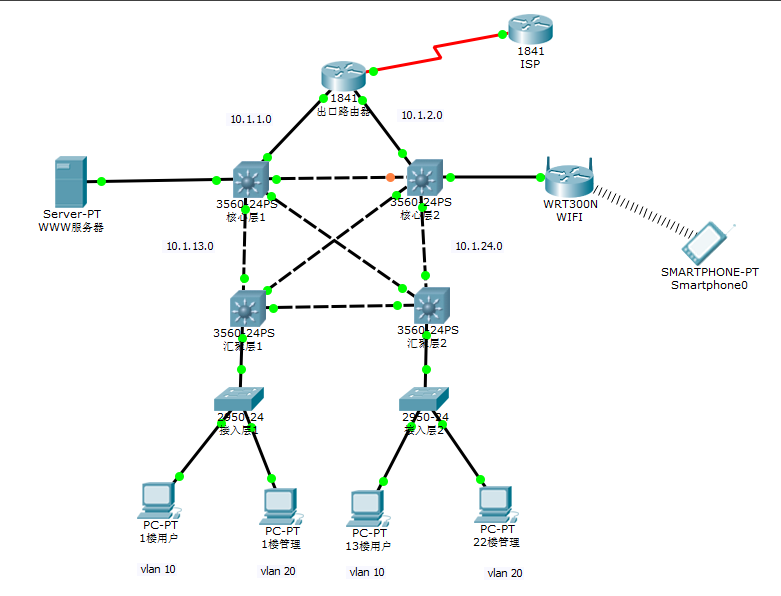 1841
ISP
1841
出口路由器
10.1.1.0
10.1.2.0
3560-24PS
核心层1
3560-24PS
核心层2
Server-PT
WWW服务器
WRT300N
WIFI
10.1.13.0
10.1.24.0
SMARTPHONE-PT
Smartphone0
3560-24PS
汇聚层1
3560-24PS
汇聚层2
2950-24
接入层1
2950-24
接入层2
PC-PT
1楼用户
PC-PT
1楼管理
PC-PT
13楼用户
PC-PT
22楼管理
vlan 10
vlan 20
vlan 10
vlan 20